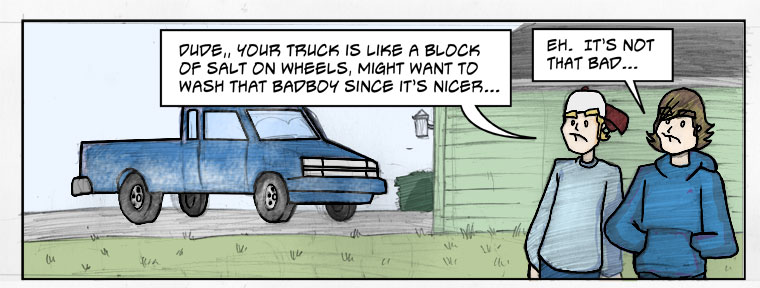 DUDE,, YOUR TRUCK IS LIKE A BLOCK
OF SALT ON WHEELS, MIGHT WANT TO
WASH THAT BADBOY SINCE IT'S NICER...
EH. IT'S NOT
THAT BAD...